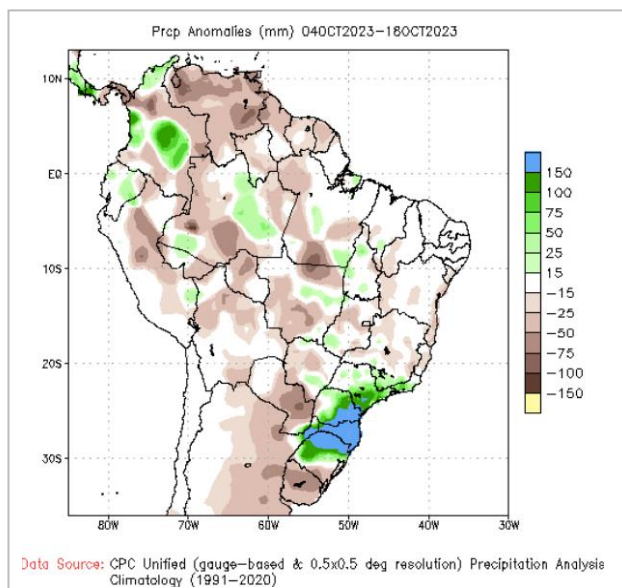 Prcp Anomalies (mm) 04OCT2023-18OCT2023
10N
EQ
10S
20S
30S
80W 70W 60W 50W 40W 30W
150
100
75
50
25
15
-15
-25
-50
-75
-100
-150
Data Source: CPC Unified (gauge-based & 0.5x0.5 deg resolution) Precipitation Analysis
Climatology (1991-2020)